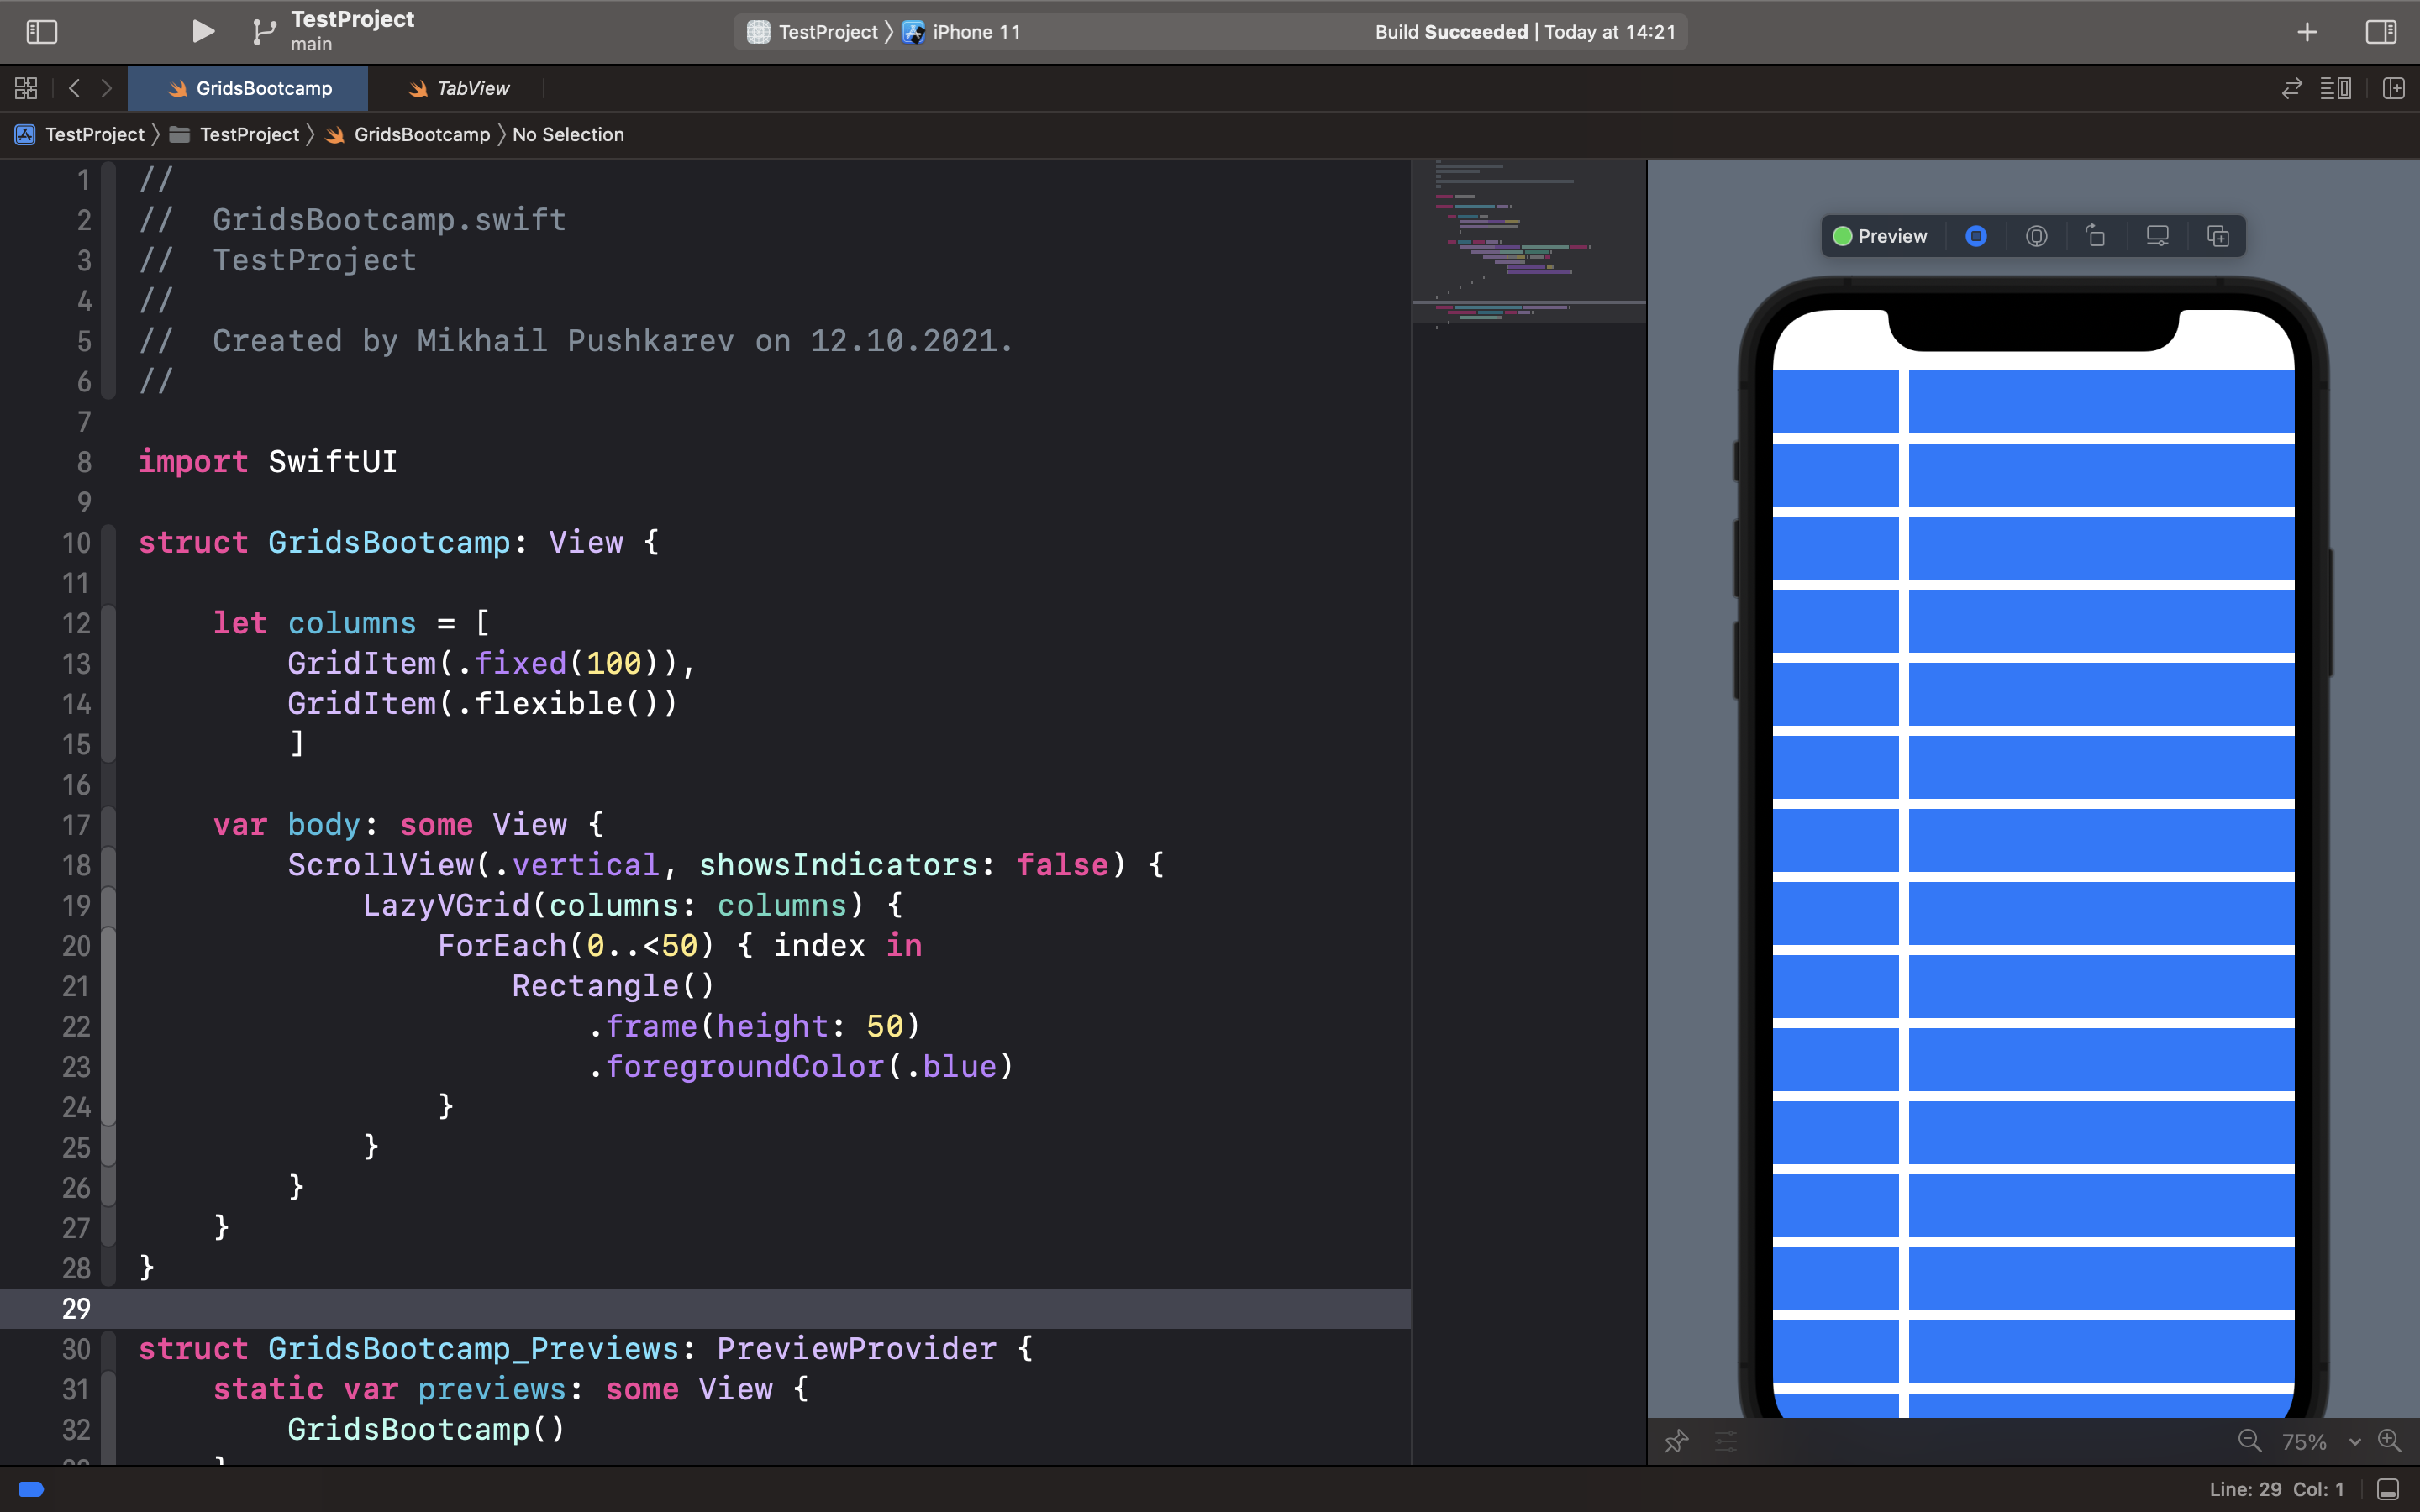 TestProject
main
TestProject 〉 iPhone 11
Build Succeeded | Today at 14:21
GridsBootcamp
TabView
TestProject 〉 TestProject 〉 GridsBootcamp 〉 No Selection
1 //
2 //  GridsBootcamp.swift
3 //  TestProject
4 //
5 //  Created by Mikhail Pushkarev on 12.10.2021.
6 //
7
8 import SwiftUI
9
10 struct GridsBootcamp: View {
11
12     let columns = [
13         GridItem(.fixed(100)),
14         GridItem(.flexible())
15         ]
16
17     var body: some View {
18         ScrollView(.vertical, showsIndicators: false) {
19             LazyVGrid(columns: columns) {
20                 ForEach(0..<50) { index in
21                     Rectangle()
22                         .frame(height: 50)
23                         .foregroundColor(.blue)
24                 }
25             }
26         }
27     }
28 }
29
30 struct GridsBootcamp_Previews: PreviewProvider {
31     static var previews: some View {
32         GridsBootcamp()
Preview
75%
Line: 29 Col: 1